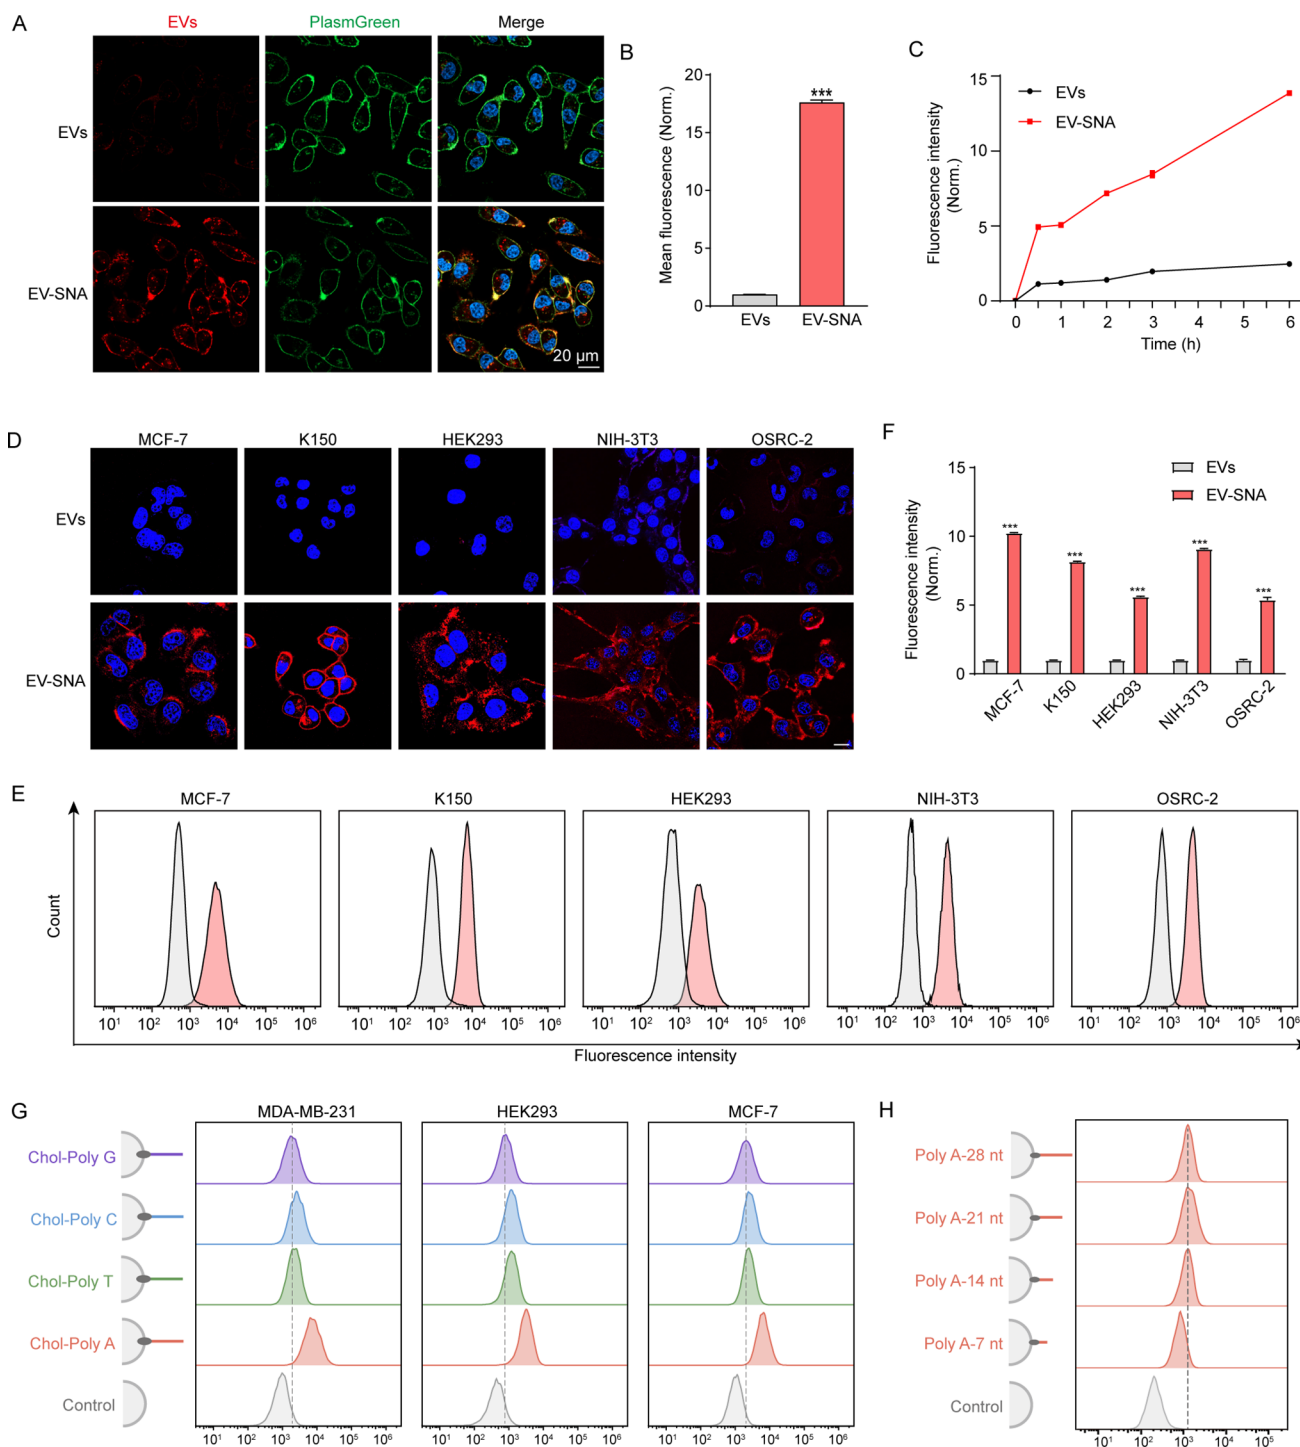 A
EVs
PlasmGreen
Merge
EVs
EV-SNA
20 µm
B
Mean fluorescence (Norm.)
20
15
10
5
0
***
EVs
EV-SNA
C
Fluorescence intensity
(Norm.)
15
10
5
0
EVs
EV-SNA
0 1 2 3 4 5 6
Time (h)
D
MCF-7
K150
HEK293
NIH-3T3
OSRC-2
EVs
EV-SNA
F
Fluorescence intensity
(Norm.)
15
10
5
0
EVs
EV-SNA
***
***
***
***
***
MCF-7
K150
HEK293
NIH-3T3
OSRC-2
E
MCF-7
K150
HEK293
NIH-3T3
OSRC-2
Count
10¹ 10² 10³ 10⁴ 10⁵ 10⁶
10¹ 10² 10³ 10⁴ 10⁵ 10⁶
10¹ 10² 10³ 10⁴ 10⁵ 10⁶
10¹ 10² 10³ 10⁴ 10⁵ 10⁶
10¹ 10² 10³ 10⁴ 10⁵ 10⁶
Fluorescence intensity
G
MDA-MB-231
HEK293
MCF-7
Chol-Poly G
Chol-Poly C
Chol-Poly T
Chol-Poly A
Control
10¹ 10² 10³ 10⁴ 10⁵ 10⁶
10¹ 10² 10³ 10⁴ 10⁵ 10⁶
10¹ 10² 10³ 10⁴ 10⁵ 10⁶
H
Poly A-28 nt
Poly A-21 nt
Poly A-14 nt
Poly A-7 nt
Control
10¹ 10² 10³ 10⁴ 10⁵